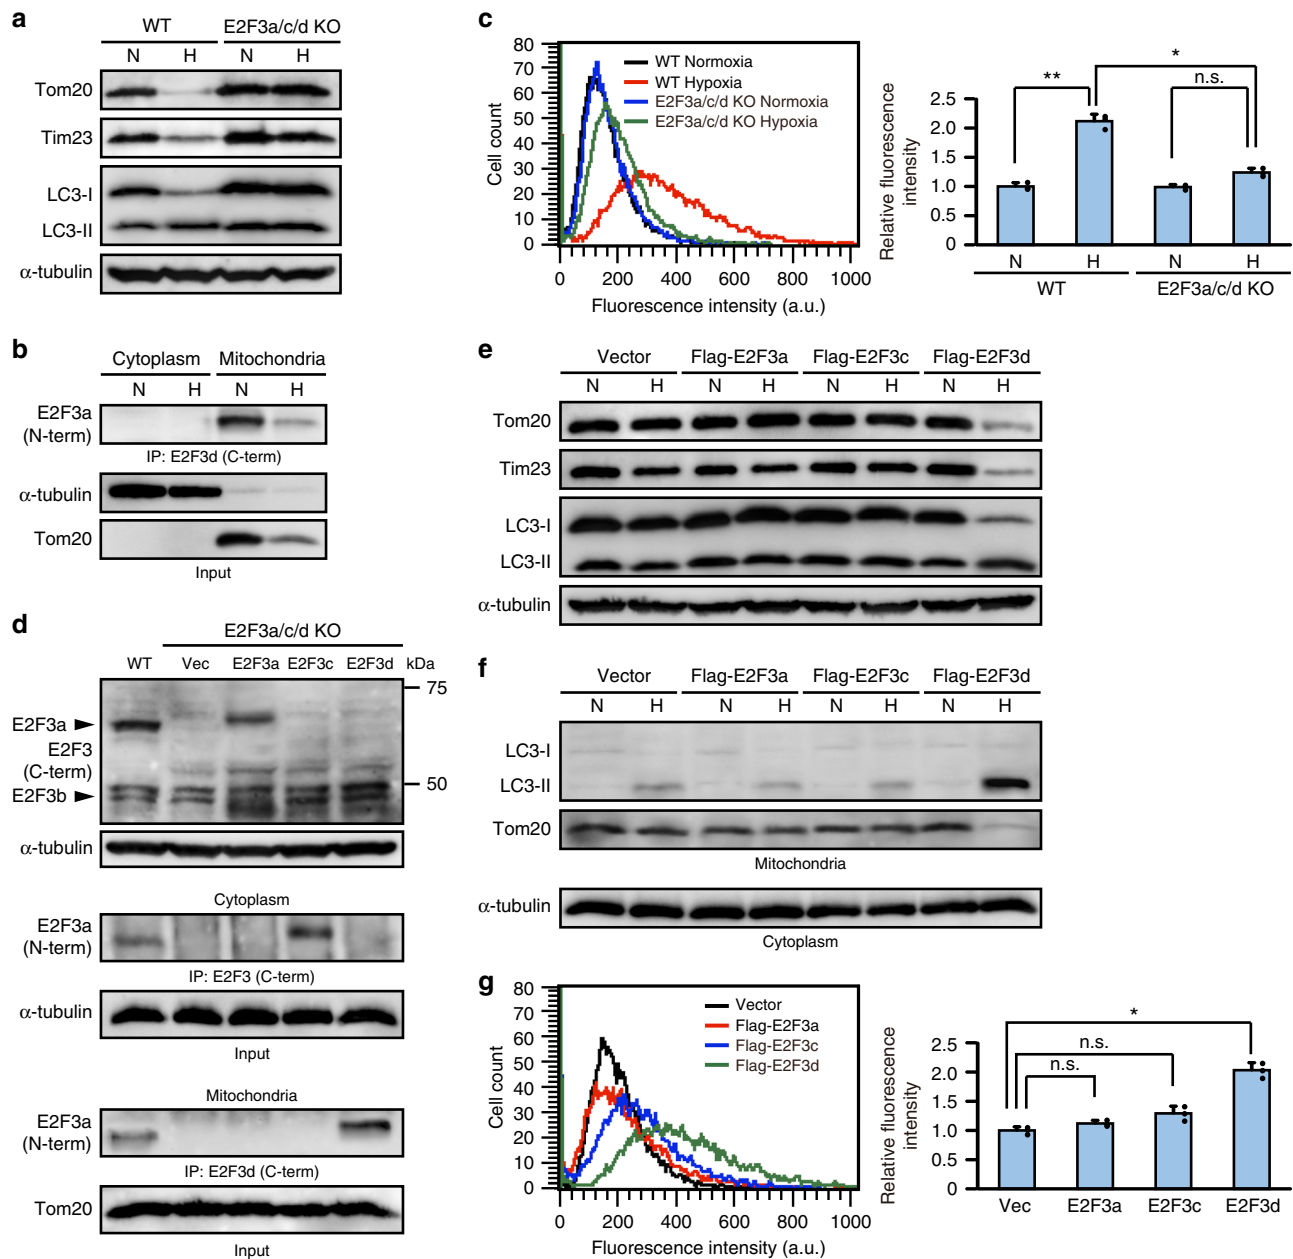 a
WT E2F3a/c/d KO
N H N H
Tom20
Tim23
LC3-I
LC3-II
α-tubulin
b
Cytoplasm Mitochondria
N H N H
E2F3a
(N-term)
IP: E2F3d (C-term)
α-tubulin
Tom20
Input
c
80
70
60
50
40
30
20
10
0
Cell count
WT Normoxia
WT Hypoxia
E2F3a/c/d KO Normoxia
E2F3a/c/d KO Hypoxia
0 200 400 600 800 1000
Fluorescence intensity (a.u.)
Relative fluorescence
intensity
2.5
2.0
1.5
1.0
0.5
0
**
*
n.s.
N H N H
WT E2F3a/c/d KO
d
E2F3a/c/d KO
WT Vec E2F3a E2F3c E2F3d kDa
75
50
E2F3a
E2F3
(C-term)
E2F3b
α-tubulin
Cytoplasm
E2F3a
(N-term)
IP: E2F3 (C-term)
α-tubulin
Input
Mitochondria
E2F3a
(N-term)
IP: E2F3d (C-term)
Tom20
Input
e
Vector Flag-E2F3a Flag-E2F3c Flag-E2F3d
N H N H N H N H
Tom20
Tim23
LC3-I
LC3-II
α-tubulin
f
Vector Flag-E2F3a Flag-E2F3c Flag-E2F3d
N H N H N H N H
LC3-I
LC3-II
Tom20
Mitochondria
α-tubulin
Cytoplasm
g
80
70
60
50
40
30
20
10
0
Cell count
Vector
Flag-E2F3a
Flag-E2F3c
Flag-E2F3d
0 200 400 600 800 1000
Fluorescence intensity (a.u.)
Relative fluorescence
intensity
2.5
2.0
1.5
1.0
0.5
0
*
n.s.
n.s.
Vec E2F3a E2F3c E2F3d